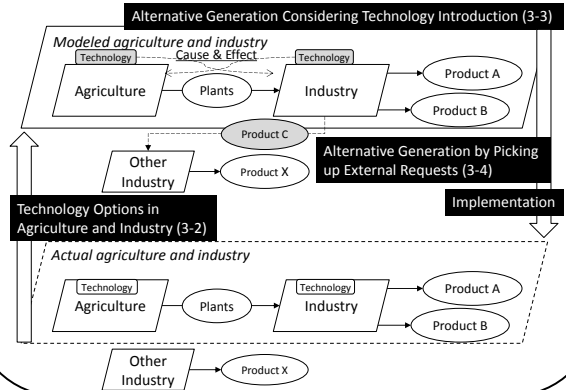 Alternative Generation Considering Technology Introduction (3-3)
Modeled agriculture and industry
Technology
Cause & Effect
Technology
Agriculture
Plants
Industry
Product A
Product B
Product C
Other
Industry
Product X
Alternative Generation by Picking
up External Requests (3-4)
Implementation
Technology Options in
Agriculture and Industry (3-2)
Actual agriculture and industry
Technology
Technology
Agriculture
Plants
Industry
Product A
Product B
Other
Industry
Product X